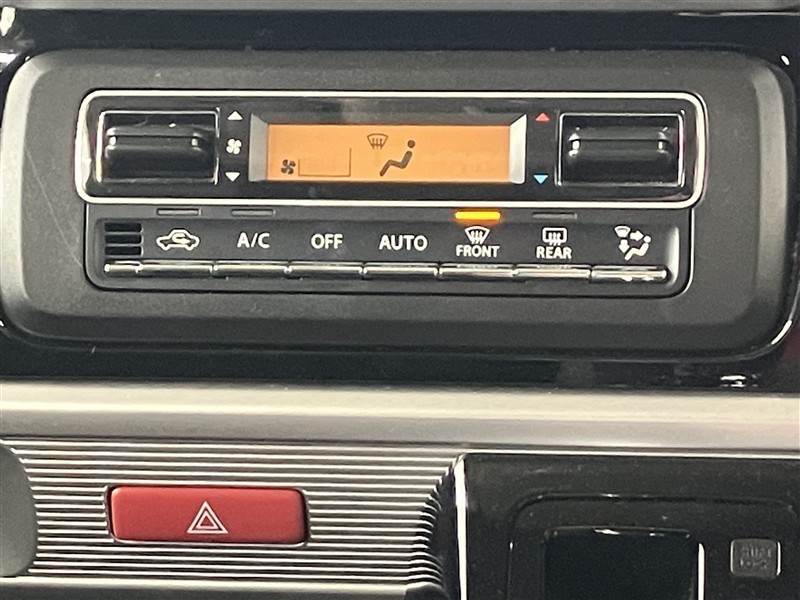 A/C OFF AUTO FRONT REAR